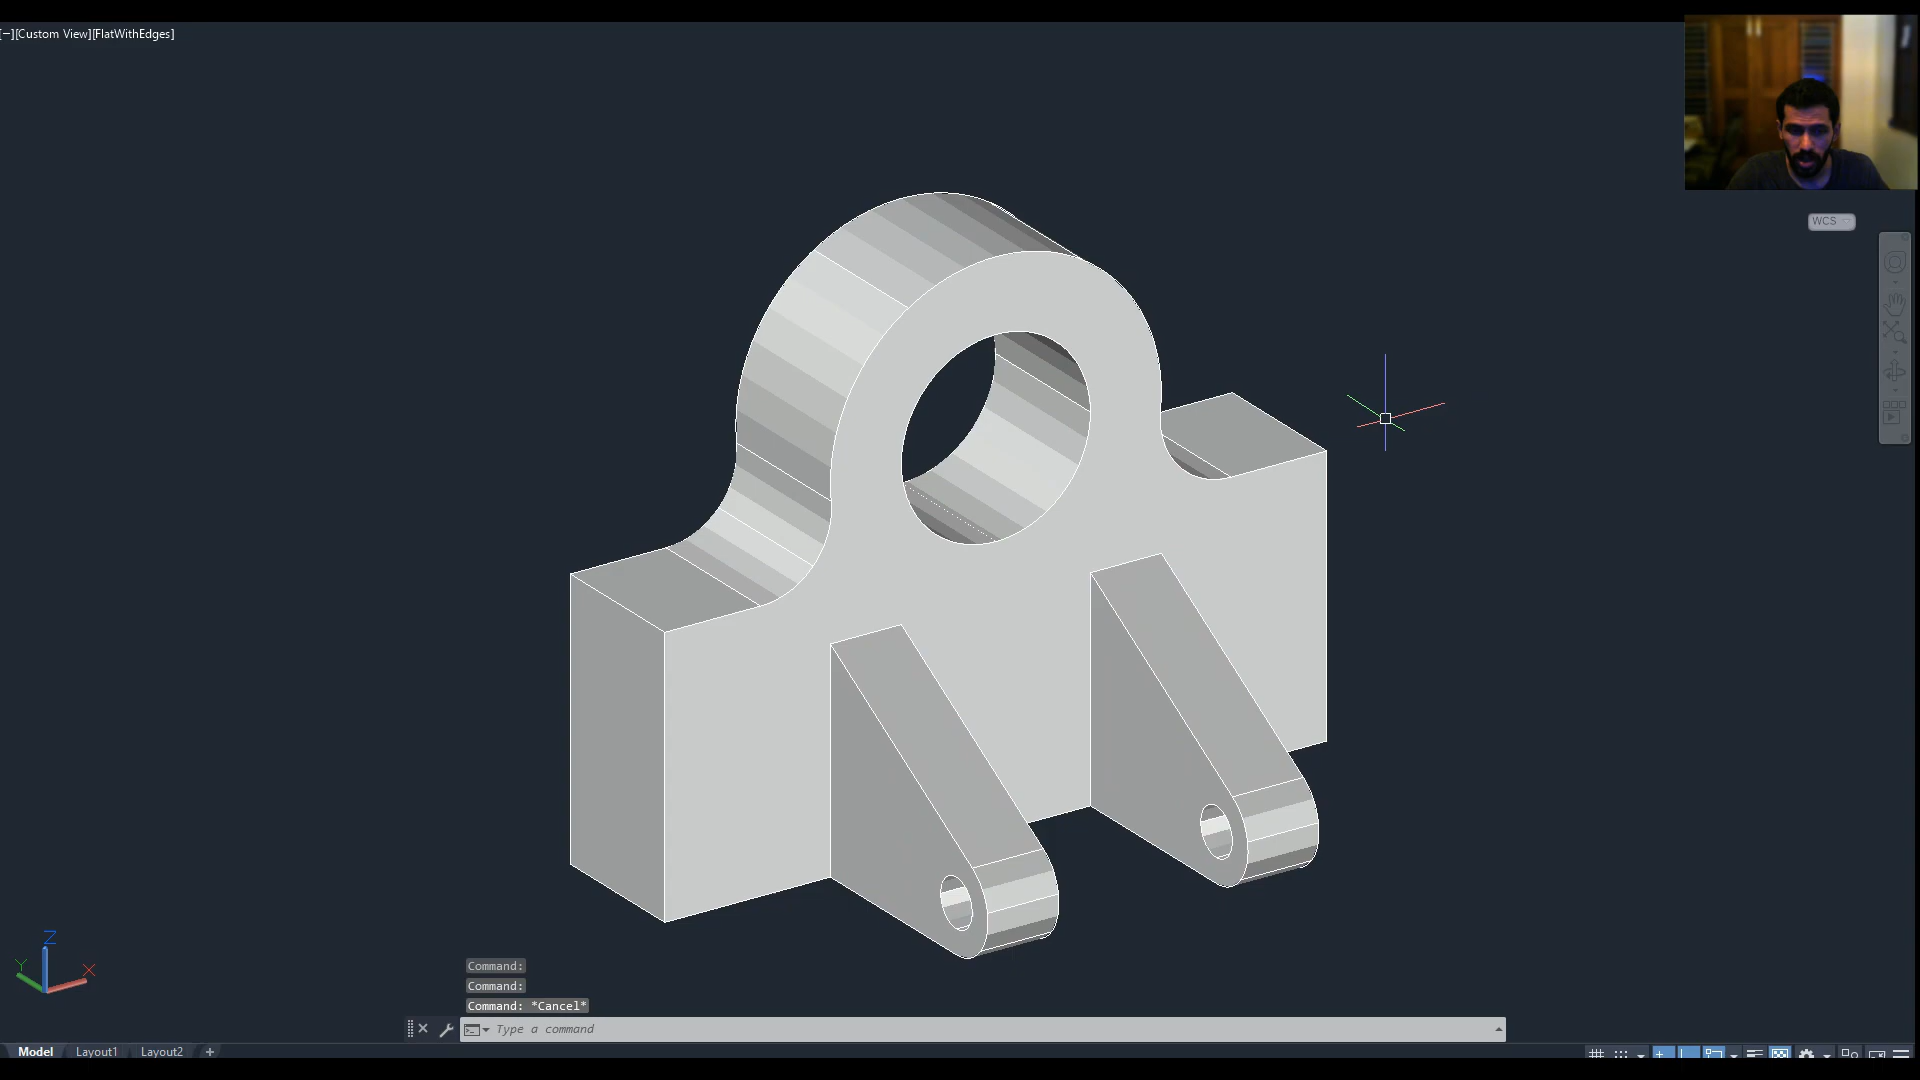 [−][Custom View][FlatWithEdges]
WCS
Z
Y
X
Command:
Command:
Command: *Cancel*
Type a command
Model
Layout1
Layout2
+